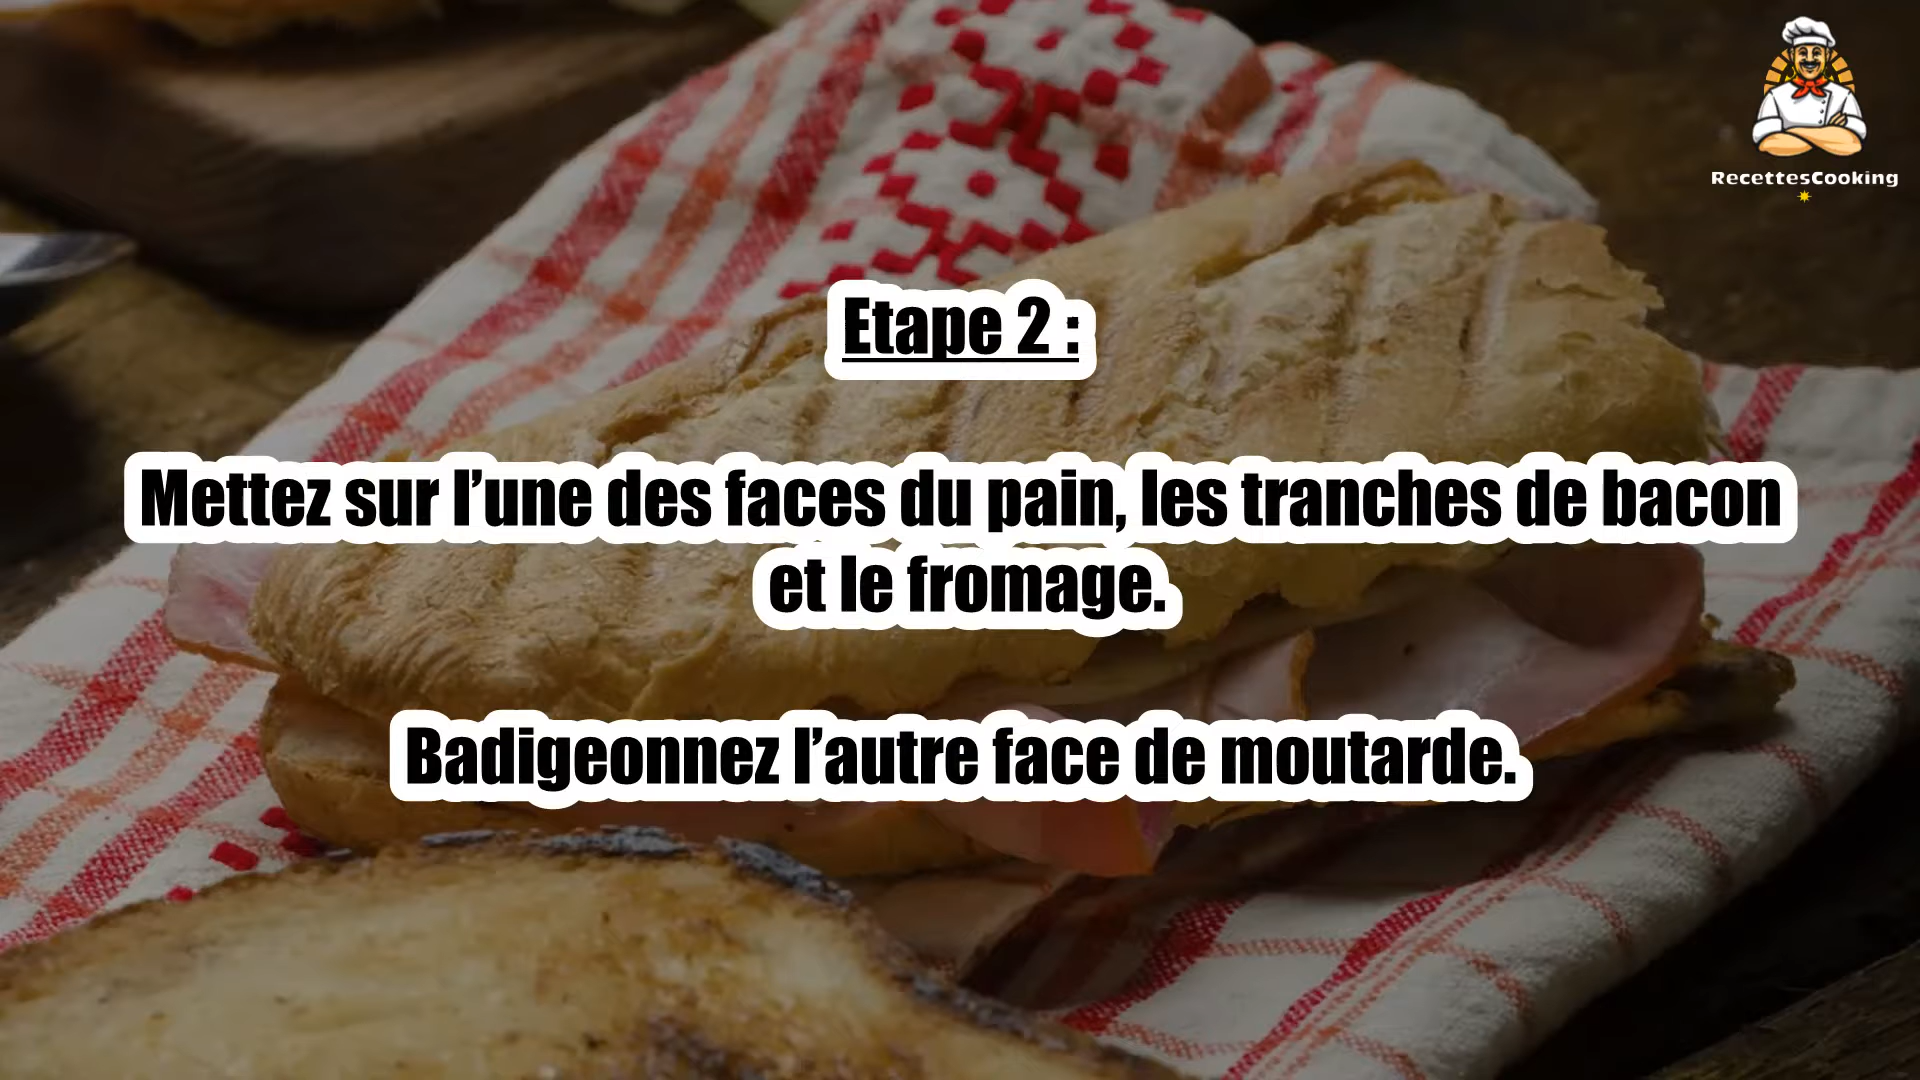 RecettesCooking
Etape 2 :
Mettez sur l’une des faces du pain, les tranches de bacon
et le fromage.
Badigeonnez l’autre face de moutarde.